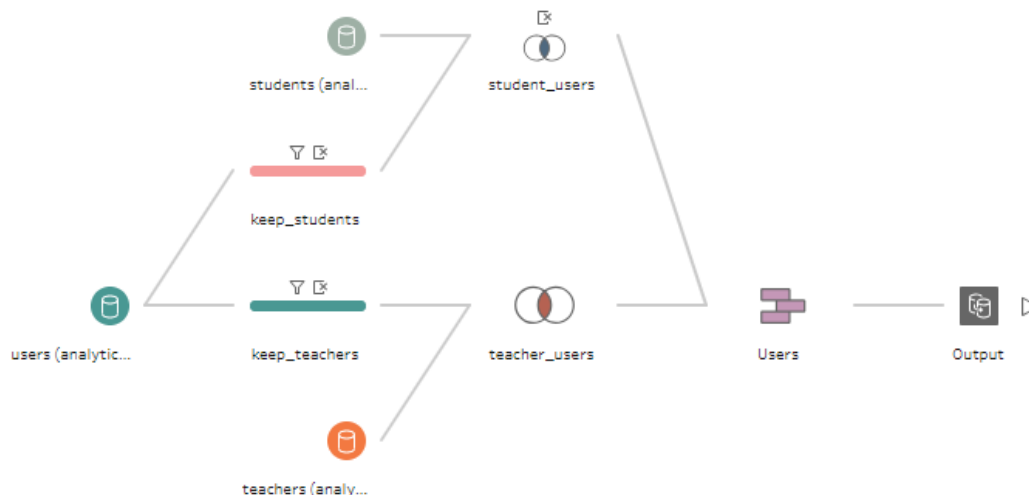 students (anal...
student_users
keep_students
users (analytic...
keep_teachers
teacher_users
Users
Output
teachers (analy...